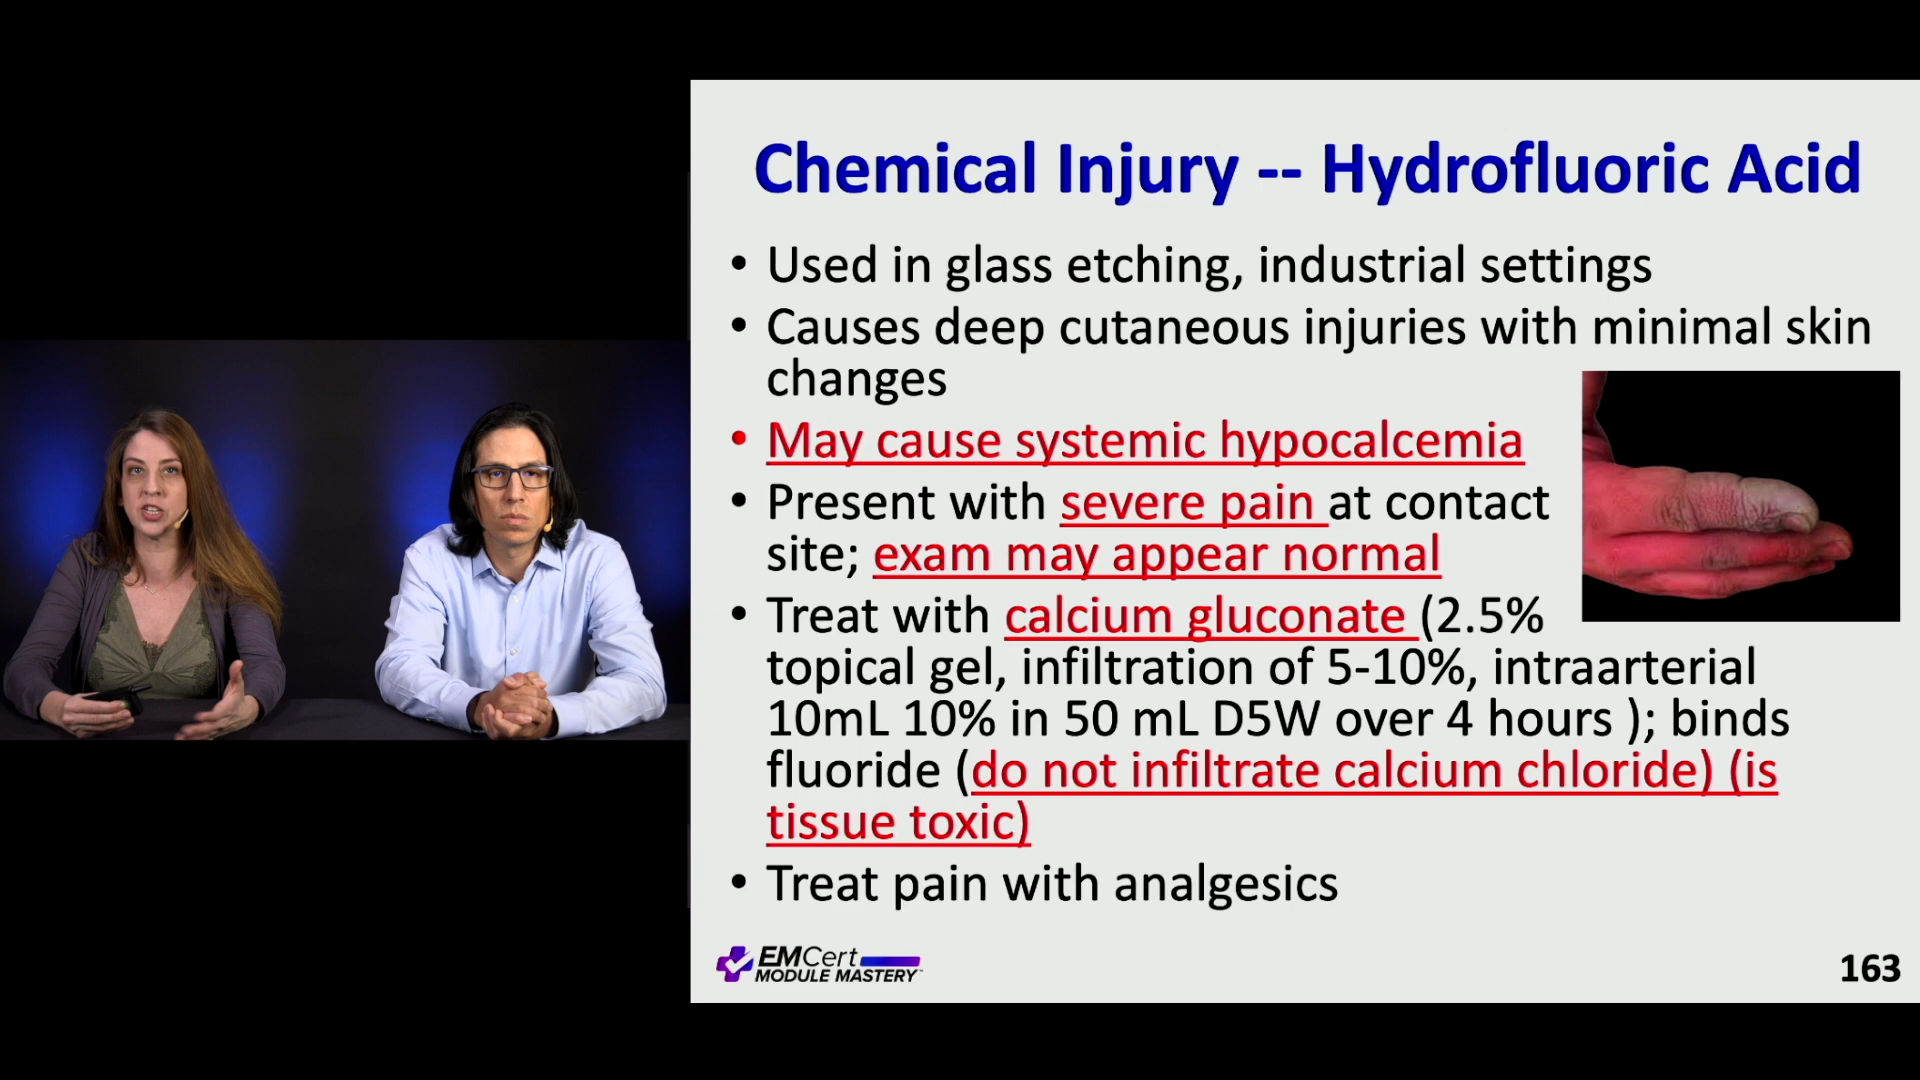 Chemical Injury -- Hydrofluoric Acid
• Used in glass etching, industrial settings
• Causes deep cutaneous injuries with minimal skin
changes
• May cause systemic hypocalcemia
• Present with severe pain at contact
site; exam may appear normal
• Treat with calcium gluconate (2.5%
topical gel, infiltration of 5-10%, intraarterial
10mL 10% in 50 mL D5W over 4 hours ); binds
fluoride (do not infiltrate calcium chloride) (is
tissue toxic)
• Treat pain with analgesics
EMCert
MODULE MASTERY
163